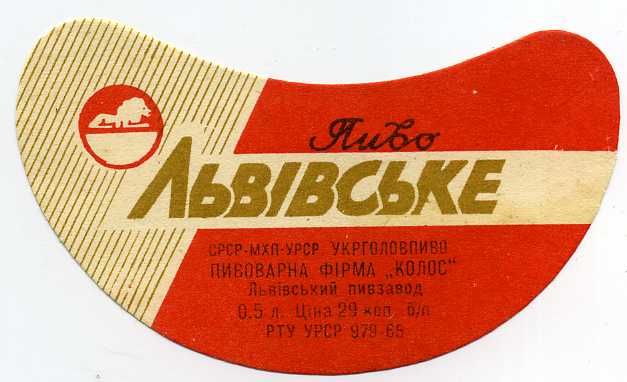 Пиво
ЛЬВІВСЬКЕ
СРСР-МХП-УРСР УКРГОЛОВПИВО
ПИВОВАРНА ФІРМА „КОЛОС"
Львівський пивзавод
0,5 л. Ціна 29 коп. б/п
РТУ УРСР 979-65